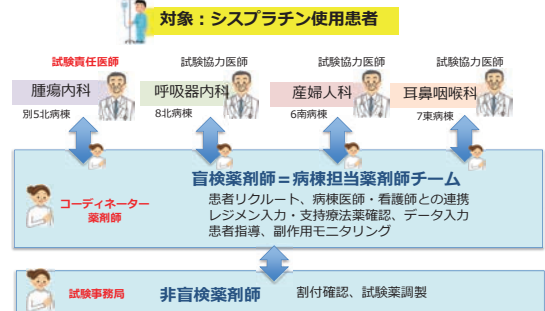 対象：シスプラチン使用患者
試験責任医師
試験協力医師
試験協力医師
試験協力医師
腫瘍内科
呼吸器内科
産婦人科
耳鼻咽喉科
別5北病棟
8北病棟
6南病棟
7東病棟
盲検薬剤師＝病棟担当薬剤師チーム
コーディネーター
薬剤師
患者リクルート、病棟医師・看護師との連携
レジメン入力・支持療法薬確認、データ入力
患者指導、副作用モニタリング
試験事務局
非盲検薬剤師
割付確認、試験薬調製